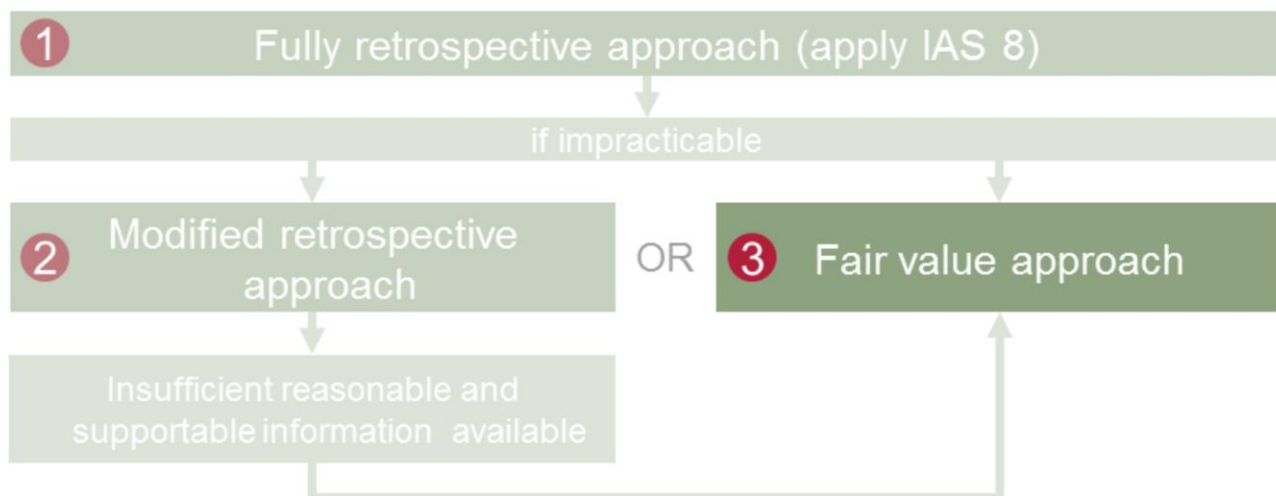 1 Fully retrospective approach (apply IAS 8)
if impracticable
2 Modified retrospective
approach
OR
3 Fair value approach
Insufficient reasonable and
supportable information available